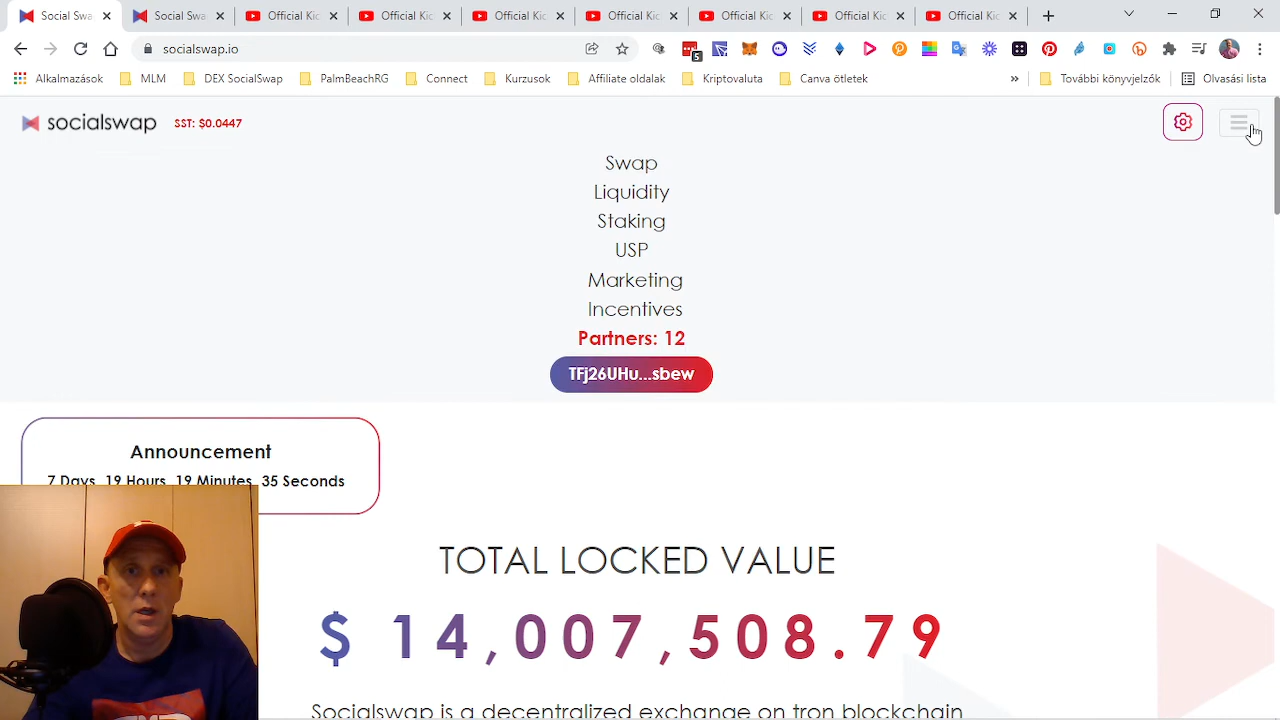 Social Swa
Social Swa
Official Kic
Official Kic
Official Kic
Official Kic
Official Kic
Official Kic
Official Kic
socialswap.io
5
Alkalmazások
MLM
DEX SocialSwap
PalmBeachRG
Connect
Kurzusok
Affiliate oldalak
Kriptovaluta
Canva ötletek
»
További könyvjelzők
Olvasási lista
socialswap
SST: $0.0447
Swap
Liquidity
Staking
USP
Marketing
Incentives
Partners: 12
TFj26UHu...sbew
Announcement
7 Days, 19 Hours, 19 Minutes, 35 Seconds
TOTAL LOCKED VALUE
$ 14,007,508.79
Socialswap is a decentralized exchange on tron blockchain